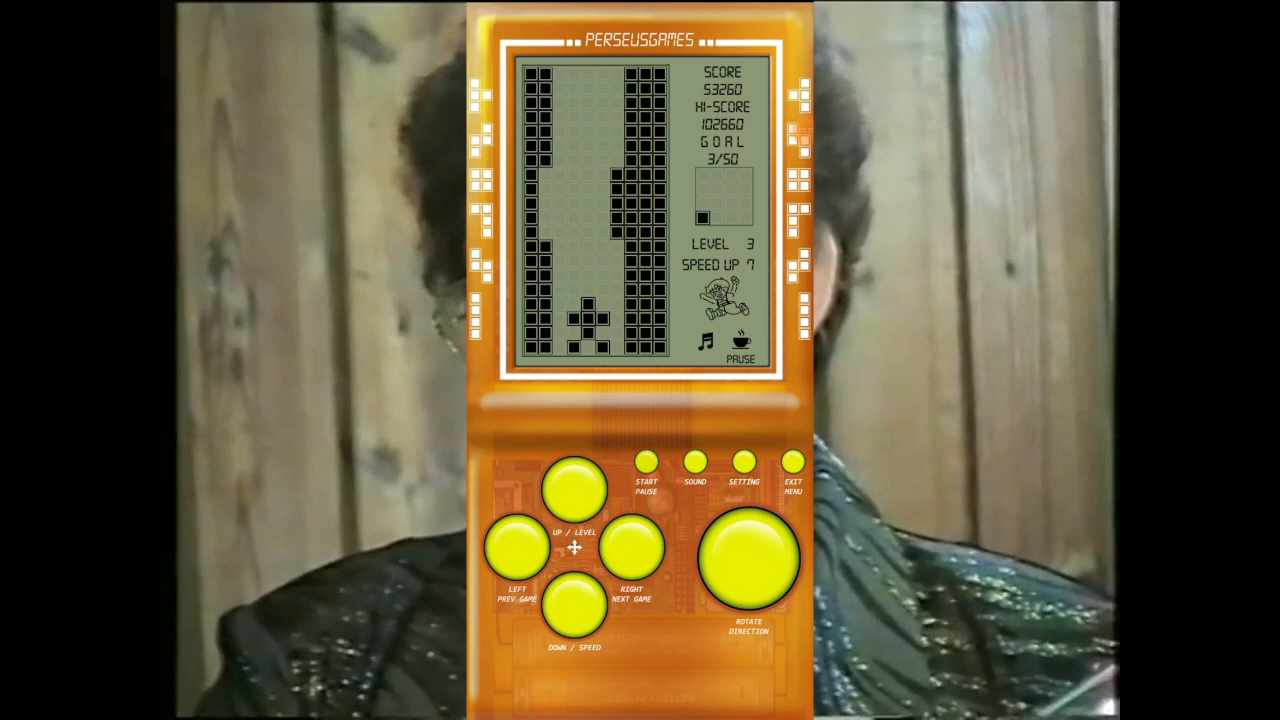 PERSEUSGAMES
SCORE
53260
HI-SCORE
102660
GOAL
3/50
LEVEL 3
SPEED UP 7
PAUSE
START
PAUSE
SOUND
SETTING
EXIT
MENU
UP / LEVEL
LEFT
PREV GAME
RIGHT
NEXT GAME
DOWN / SPEED
ROTATE
DIRECTION